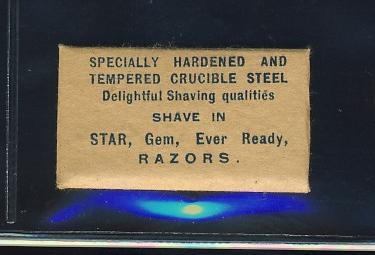 SPECIALLY HARDENED AND
TEMPERED CRUCIBLE STEEL
Delightful Shaving qualities
SHAVE IN
STAR, Gem, Ever Ready,
RAZORS.